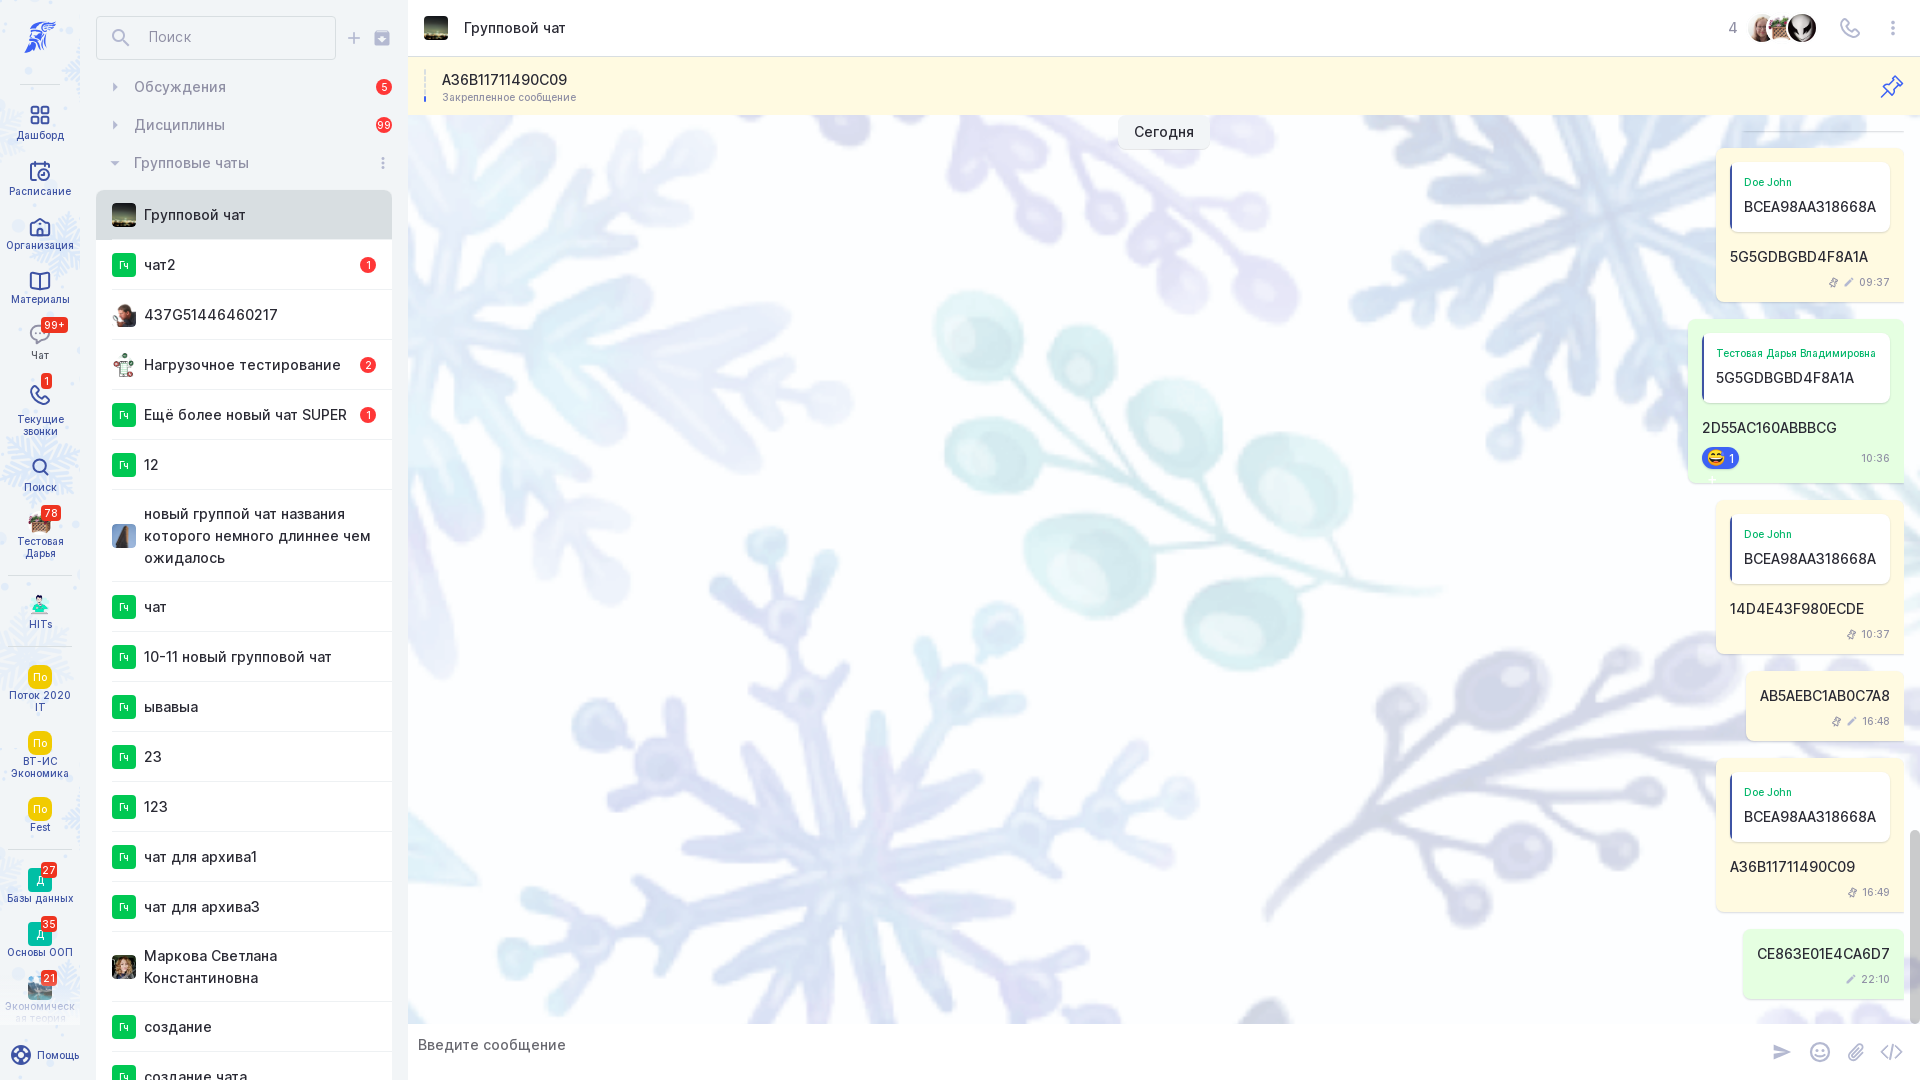 Дашборд
Расписание
Организация
Материалы
99+
Чат
1
Текущие
звонки
Поиск
78
Тестовая
Дарья
HITs
По
Поток 2020
IT
По
ВТ-ИС
Экономика
По
Fest
27
Д
Базы данных
35
Д
Основы ООП
21
Экономическ
ая теория
Помощь
Поиск
Обсуждения
5
Дисциплины
99
Групповые чаты
Групповой чат
Гч
чат2
1
437G51446460217
Нагрузочное тестирование
2
Гч
Ещё более новый чат SUPER
1
Гч
12
новый группой чат названия
которого немного длиннее чем
ожидалось
Гч
чат
Гч
10-11 новый групповой чат
Гч
ывавыа
Гч
23
Гч
123
Гч
чат для архива1
Гч
чат для архива3
Маркова Светлана
Константиновна
Гч
создание
Гч
создание чата
Групповой чат
4
A36B11711490C09
Закрепленное сообщение
Сегодня
Doe John
BCEA98AA318668A
5G5GDBGBD4F8A1A
09:37
Тестовая Дарья Владимировна
5G5GDBGBD4F8A1A
2D55AC160ABBBCG
1
10:36
Doe John
BCEA98AA318668A
14D4E43F980ECDE
10:37
AB5AEBC1AB0C7A8
16:48
Doe John
BCEA98AA318668A
A36B11711490C09
16:49
CE863E01E4CA6D7
22:10
Введите сообщение